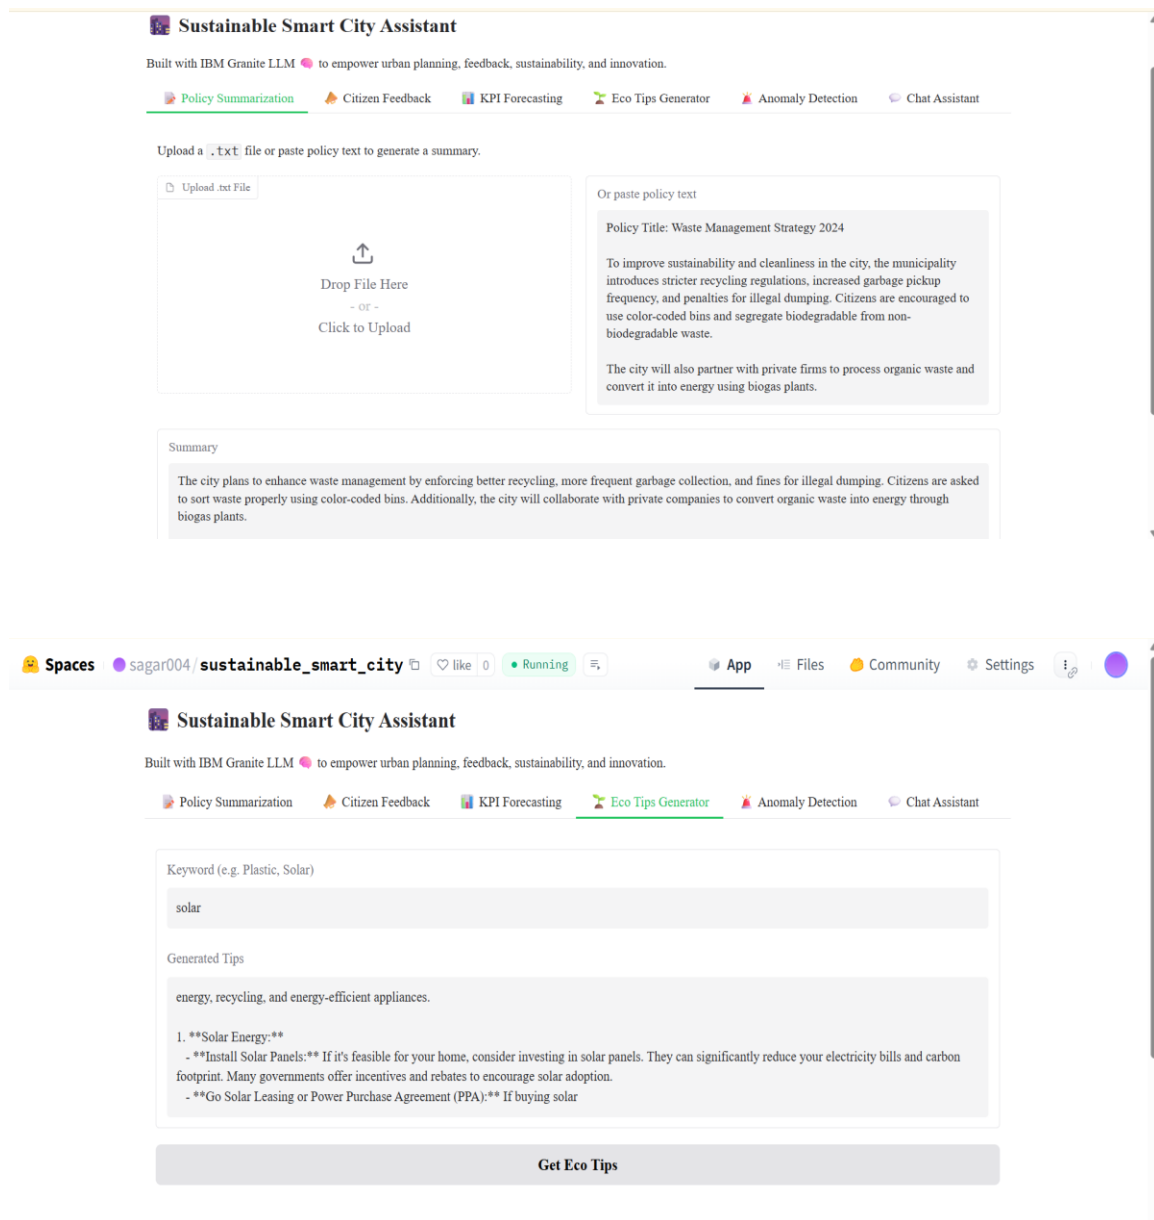 Sustainable Smart City Assistant
Built with IBM Granite LLM 🧠 to empower urban planning, feedback, sustainability, and innovation.
Policy Summarization Citizen Feedback KPI Forecasting Eco Tips Generator Anomaly Detection Chat Assistant
Upload a .txt file or paste policy text to generate a summary.
Upload .txt File
Drop File Here
- or -
Click to Upload
Or paste policy text
Policy Title: Waste Management Strategy 2024
To improve sustainability and cleanliness in the city, the municipality
introduces stricter recycling regulations, increased garbage pickup
frequency, and penalties for illegal dumping. Citizens are encouraged to
use color-coded bins and segregate biodegradable from non-
biodegradable waste.
The city will also partner with private firms to process organic waste and
convert it into energy using biogas plants.
Summary
The city plans to enhance waste management by enforcing better recycling, more frequent garbage collection, and fines for illegal dumping. Citizens are asked
to sort waste properly using color-coded bins. Additionally, the city will collaborate with private companies to convert organic waste into energy through
biogas plants.
Spaces sagar004/sustainable_smart_city like 0 Running App Files Community Settings
Sustainable Smart City Assistant
Built with IBM Granite LLM 🧠 to empower urban planning, feedback, sustainability, and innovation.
Policy Summarization Citizen Feedback KPI Forecasting Eco Tips Generator Anomaly Detection Chat Assistant
Keyword (e.g. Plastic, Solar)
solar
Generated Tips
energy, recycling, and energy-efficient appliances.
1. **Solar Energy:**
- **Install Solar Panels:** If it's feasible for your home, consider investing in solar panels. They can significantly reduce your electricity bills and carbon
footprint. Many governments offer incentives and rebates to encourage solar adoption.
- **Go Solar Leasing or Power Purchase Agreement (PPA):** If buying solar
Get Eco Tips